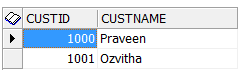 CUSTID CUSTNAME
1000 Praveen
1001 Ozvitha